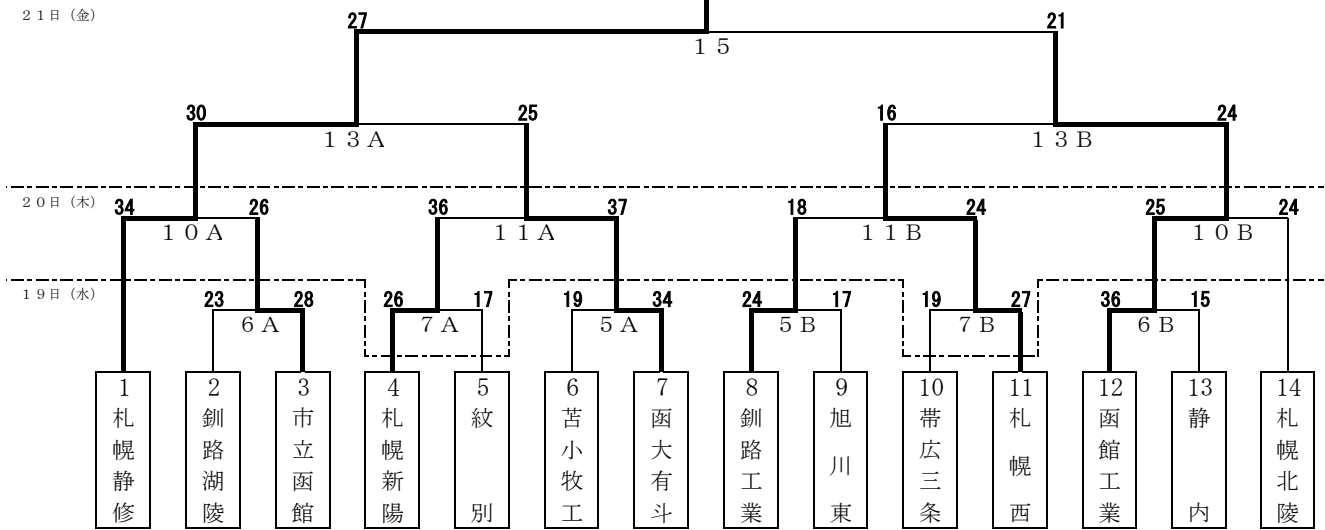 21日（金）
27
21
15
30
25
16
24
13A
13B
20日（木）
34
26
36
37
18
24
25
24
10A
11A
11B
10B
19日（水）
23
28
26
17
19
34
24
17
19
27
36
15
6A
7A
5A
5B
7B
6B
1
札幌静修
2
釧路湖陵
3
市立函館
4
札幌新陽
5
紋別
6
苫小牧工
7
函大有斗
8
釧路工業
9
旭川東
10
帯広三条
11
札幌西
12
函館工業
13
静内
14
札幌北陵